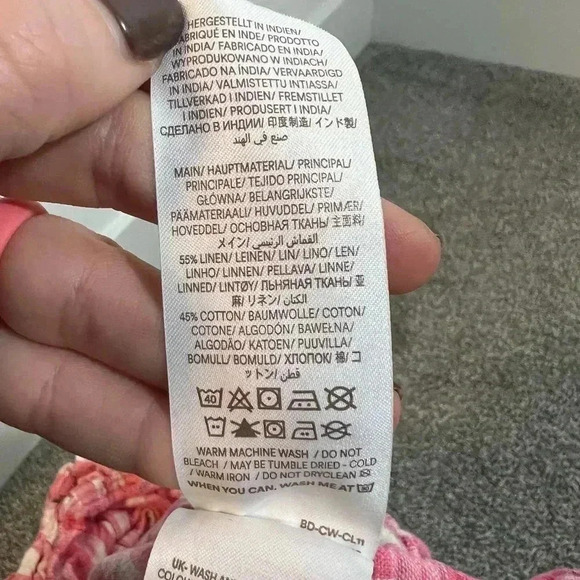 HERGESTELLT IN INDIEN/
FABRIQUÉ EN INDE/ PRODOTTO
IN INDIA/ FABRICADO EN INDIA/
WYPRODUKOWANO W INDIACH/
FABRICADO NA ÍNDIA/ VERVAARDIGD
IN INDIA/ VALMISTETTU INTIASSA/
TILLVERKAD I INDIEN/ FREMSTILLET
I INDIEN/ PRODUSERT I INDIA/
СДЕЛАНО В ИНДИИ/ 印度制造/ インド製/
صنع في الهند
MAIN/ HAUPTMATERIAL/ PRINCIPAL/
PRINCIPALE/ TEJIDO PRINCIPAL/
GŁÓWNA/ BELANGRIJKSTE/
PÄÄMATERIAALI/ HUVUDDEL/ PRIMÆR/
HOVEDDEL/ ОСНОВНАЯ ТКАНЬ/ 主面料/
メイン/ القماش الرئيسي/
55% LINEN/ LEINEN/ LIN/ LINO/ LEN/
LINHO/ LINNEN/ PELLAVA/ LINNE/
LINNED/ LINTØY/ ЛЬНЯНАЯ ТКАНЬ/ 亚
麻/ リネン/ الكتان/
45% COTTON/ BAUMWOLLE/ COTON/
COTONE/ ALGODÓN/ BAWEŁNA/
ALGODÃO/ KATOEN/ PUUVILLA/
BOMULL/ BOMULD/ ХЛОПОК/ 棉/ コ
ットン/ قطن/
40
WARM MACHINE WASH / DO NOT
BLEACH / MAY BE TUMBLE DRIED - COLD
/ WARM IRON / DO NOT DRYCLEAN
WHEN YOU CAN. WASH ME AT 30
BD-CW-CL11
UK- WASH AN
COLOU